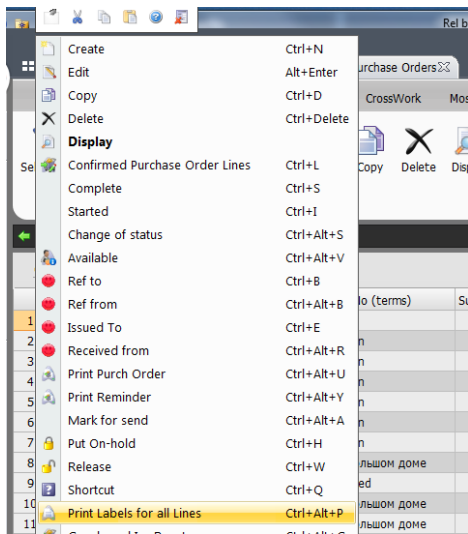 Rel b
urchase Orders
CrossWork Mos
Se
Copy Delete Disp
Create Ctrl+N
Edit Alt+Enter
Copy Ctrl+D
Delete Ctrl+Delete
Display
Confirmed Purchase Order Lines Ctrl+L
Complete Ctrl+S
Started Ctrl+I
Change of status Ctrl+Alt+S
Available Ctrl+Alt+V
Ref to Ctrl+B
Ref from Ctrl+Alt+B
Issued To Ctrl+E
Received from Ctrl+Alt+R
Print Purch Order Ctrl+Alt+U
Print Reminder Ctrl+Alt+Y
Mark for send Ctrl+Alt+A
Put On-hold Ctrl+H
Release Ctrl+W
Shortcut Ctrl+Q
Print Labels for all Lines Ctrl+Alt+P
(terms) Su
1
2 n
3 n
4 n
5 n
6 n
7 n
8 льшом доме
9 ed
10 льшом доме
11 льшом доме